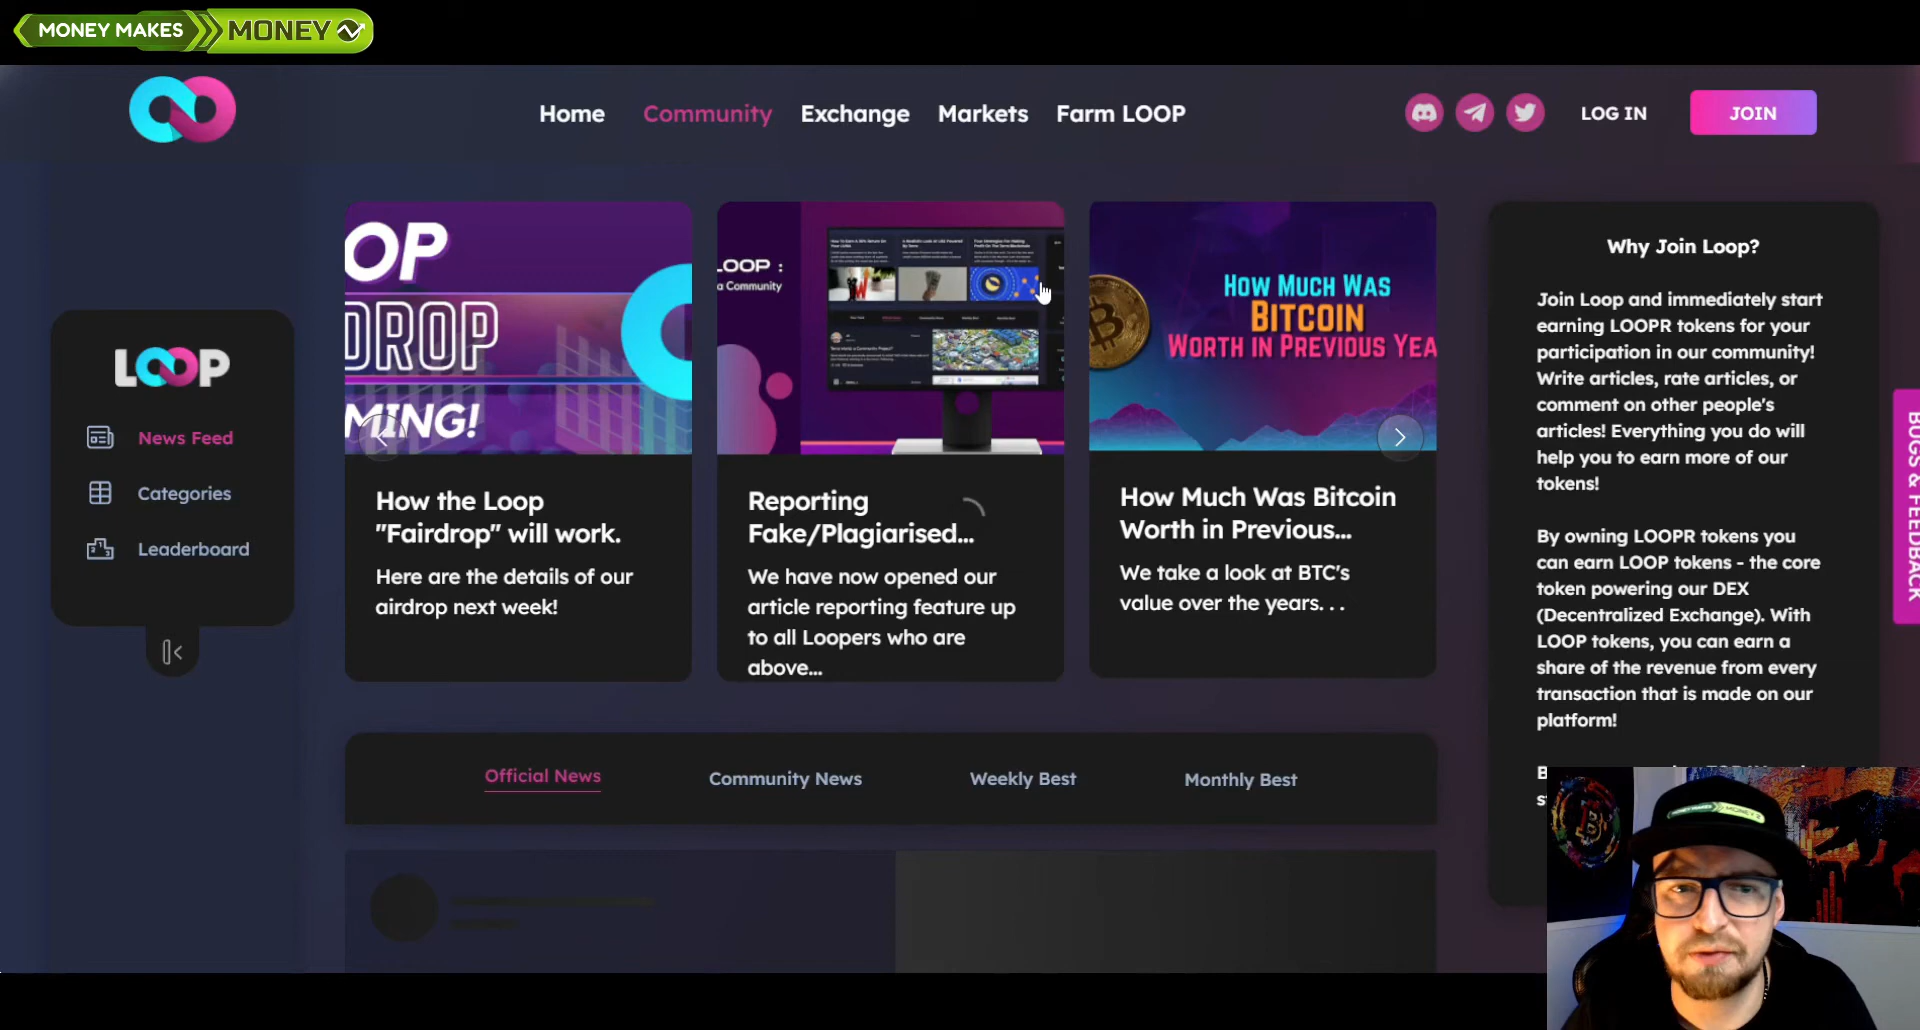 MONEY MAKES MONEY
Home Community Exchange Markets Farm LOOP LOG IN JOIN
LOOP
News Feed
Categories
Leaderboard
OOP
DROP
MING!
How the Loop
"Fairdrop" will work.
Here are the details of our
airdrop next week!
LOOP :
a Community
Reporting
Fake/Plagiarised...
We have now opened our
article reporting feature up
to all Loopers who are
above...
HOW MUCH WAS
BITCOIN
WORTH IN PREVIOUS YEA
How Much Was Bitcoin
Worth in Previous...
We take a look at BTC's
value over the years. . .
Official News Community News Weekly Best Monthly Best
Why Join Loop?
Join Loop and immediately start
earning LOOPR tokens for your
participation in our community!
Write articles, rate articles, or
comment on other people's
articles! Everything you do will
help you to earn more of our
tokens!
By owning LOOPR tokens you
can earn LOOP tokens - the core
token powering our DEX
(Decentralized Exchange). With
LOOP tokens, you can earn a
share of the revenue from every
transaction that is made on our
platform!
BUGS & FEEDBACK
MONEY MAKES MONEY